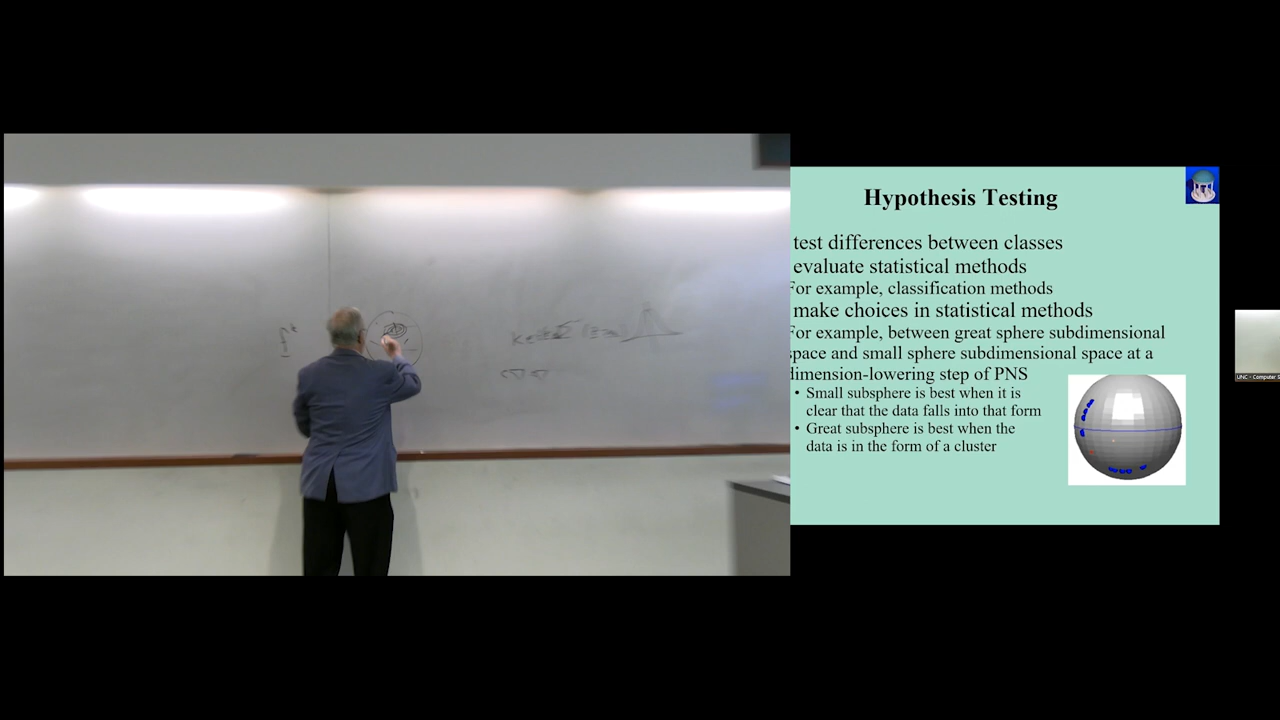 Hypothesis Testing
test differences between classes
evaluate statistical methods
For example, classification methods
make choices in statistical methods
For example, between great sphere subdimensional
space and small sphere subdimensional space at a
dimension-lowering step of PNS
• Small subsphere is best when it is
clear that the data falls into that form
• Great subsphere is best when the
data is in the form of a cluster